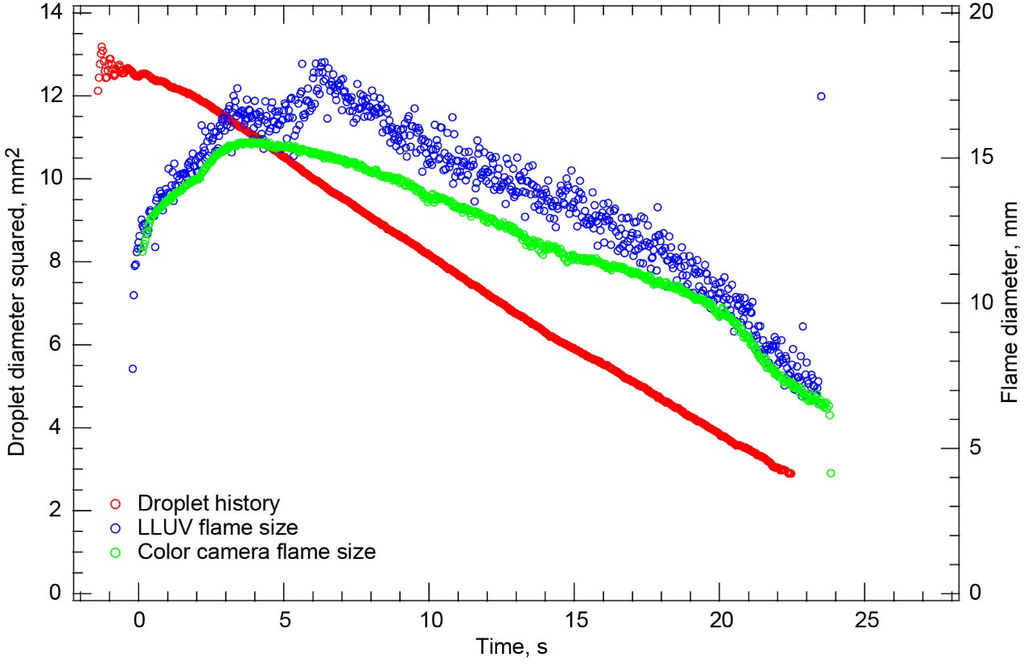 14
12
10
8
6
4
2
0
Droplet diameter squared, mm2
20
15
10
5
0
Flame diameter, mm
Droplet history
LLUV flame size
Color camera flame size
0 5 10 15 20 25
Time, s